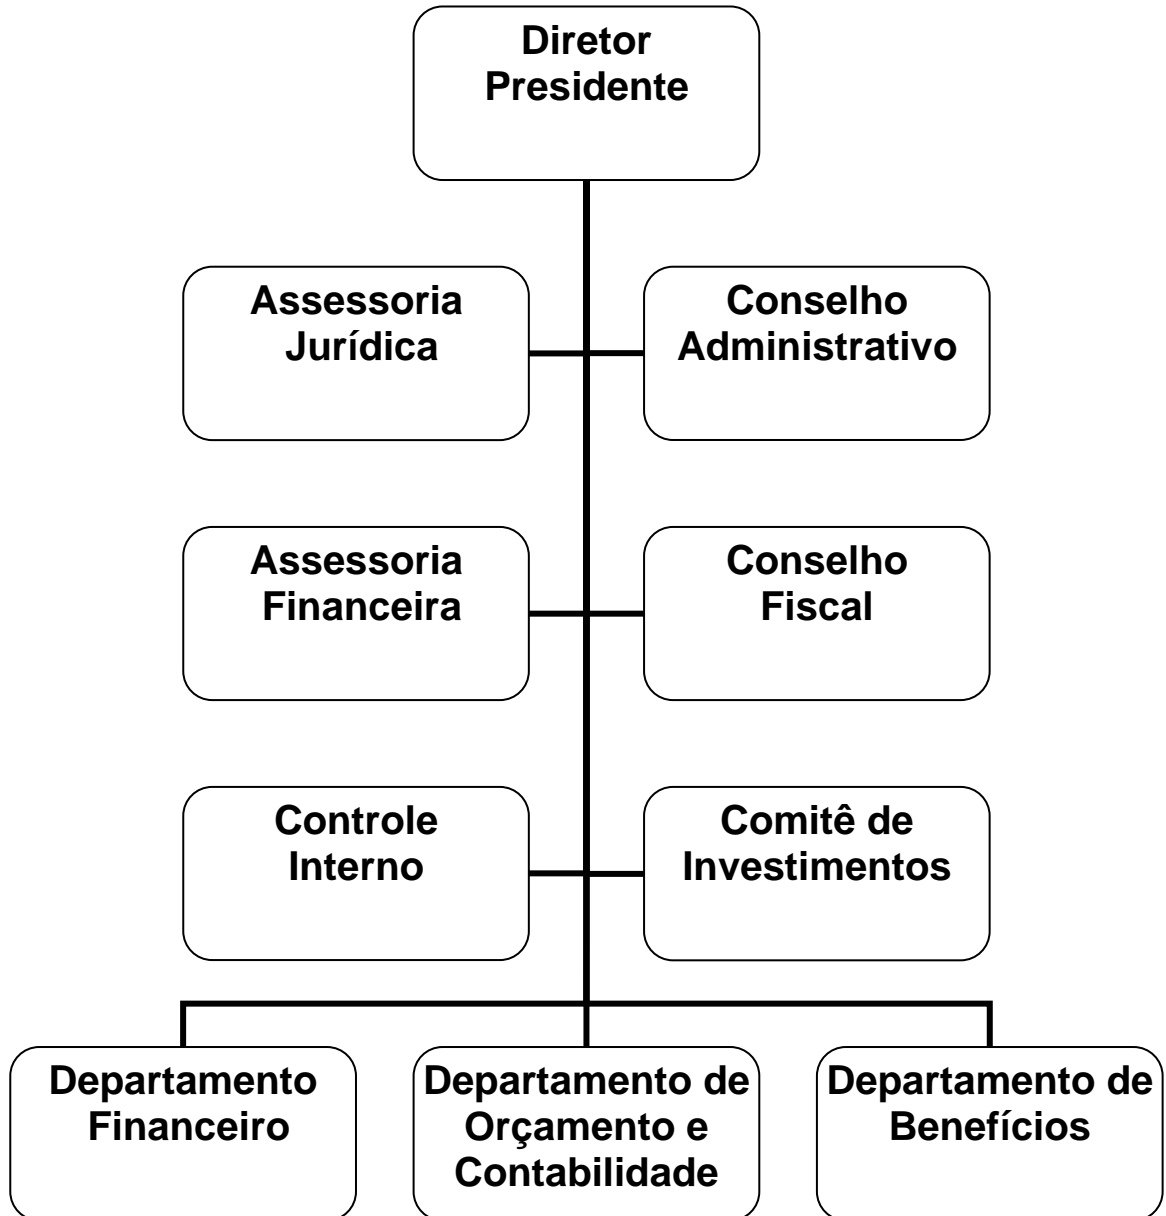 Diretor
Presidente
Assessoria
Jurídica
Conselho
Administrativo
Assessoria
Financeira
Conselho
Fiscal
Controle
Interno
Comitê de
Investimentos
Departamento
Financeiro
Departamento de
Orçamento e
Contabilidade
Departamento de
Benefícios